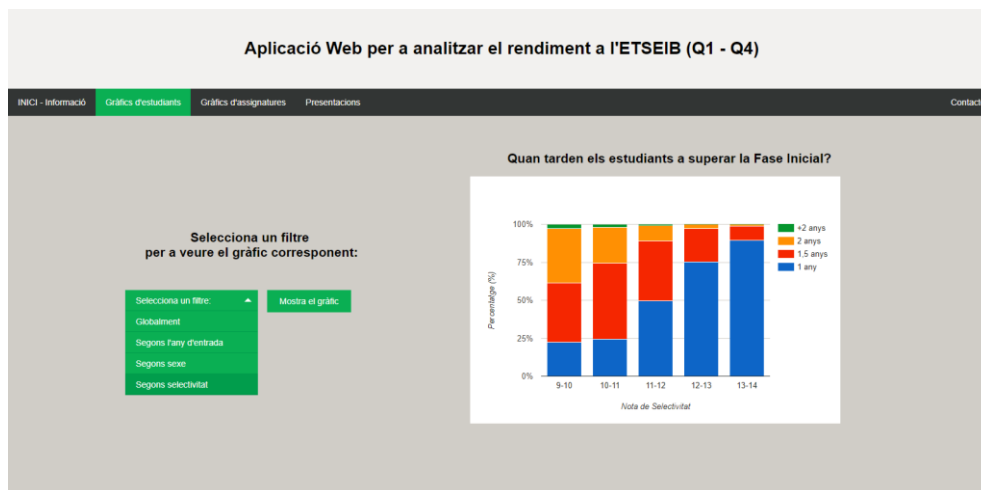 Aplicació Web per a analitzar el rendiment a l'ETSEIB (Q1 - Q4)
INICI - Informació Gràfics d'estudiants Gràfics d'assignatures Presentacions Contact
Selecciona un filtre
per a veure el gràfic corresponent:
Selecciona un filtre: Mostra el gràfic
Globalment
Segons l'any d'entrada
Segons sexe
Segons selectivitat
Quan tarden els estudiants a superar la Fase Inicial?
100%
75%
50%
25%
0%
Percentatge (%)
9-10 10-11 11-12 12-13 13-14
Nota de Selectivitat
+2 anys
2 anys
1,5 anys
1 any